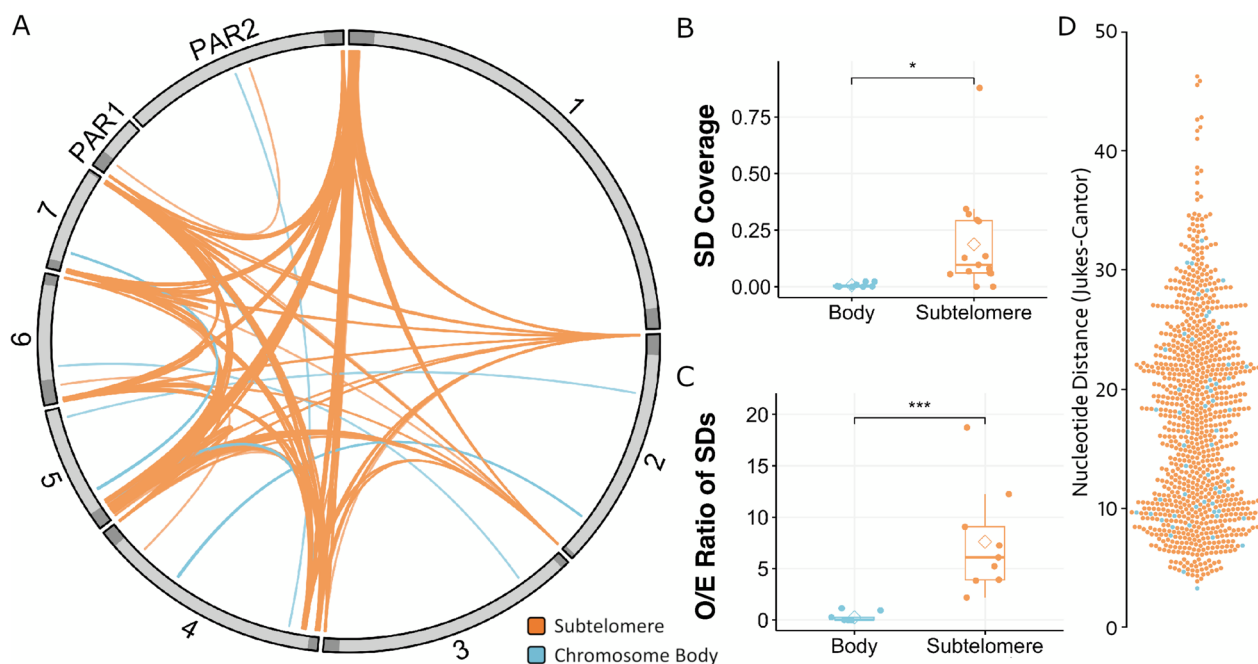 A
PAR2
PAR1
1
2
3
4
5
6
7
Subtelomere
Chromosome Body
B
SD Coverage
0.75
0.50
0.25
0.00
*
Body
Subtelomere
C
O/E Ratio of SDs
20
15
10
5
0
***
Body
Subtelomere
D
Nucleotide Distance (Jukes-Cantor)
50
40
30
20
10
0